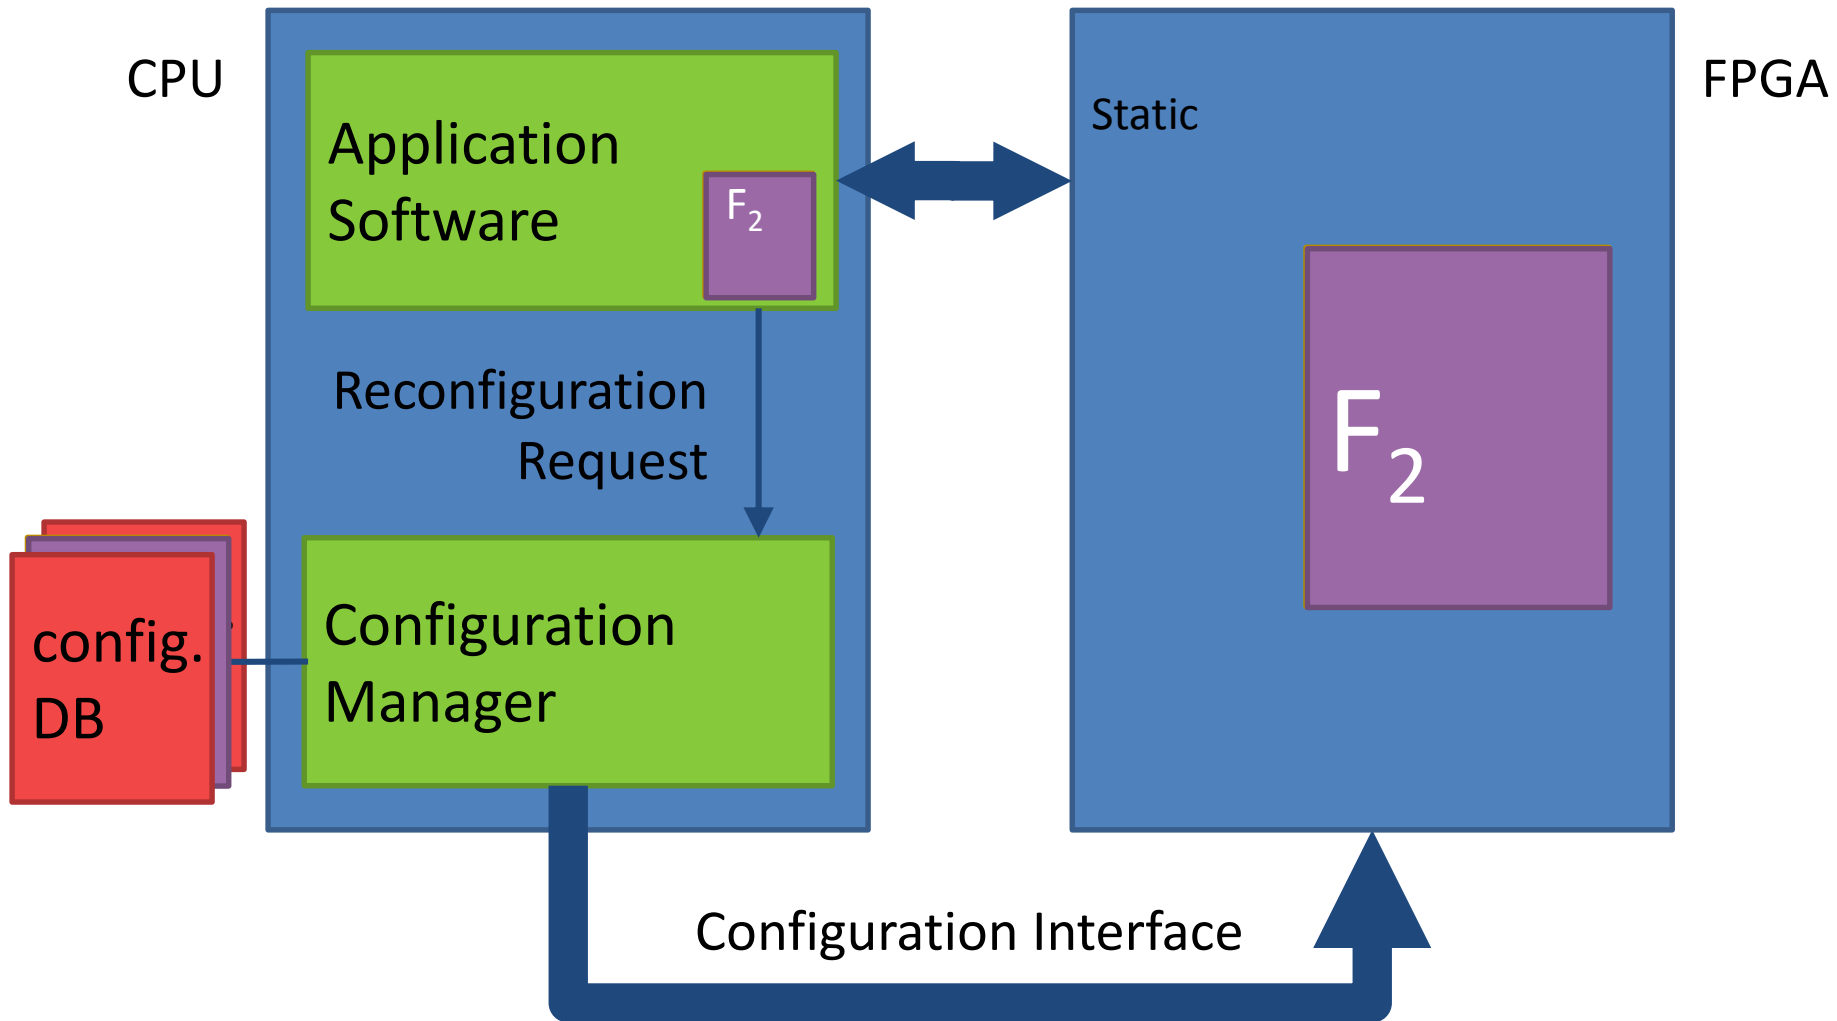 CPU
Application
Software
F2
Reconfiguration
Request
config.
DB
Configuration
Manager
Configuration Interface
FPGA
Static
F2